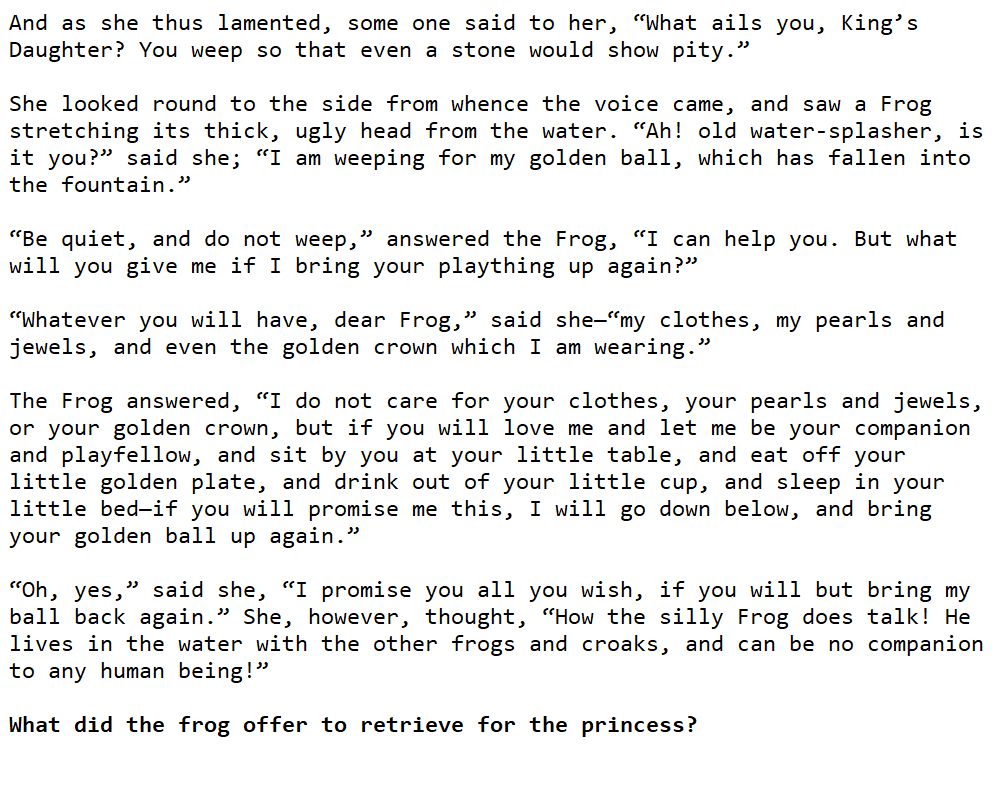 And as she thus lamented, some one said to her, “What ails you, King’s
Daughter? You weep so that even a stone would show pity.”

She looked round to the side from whence the voice came, and saw a Frog
stretching its thick, ugly head from the water. “Ah! old water-splasher, is
it you?” said she; “I am weeping for my golden ball, which has fallen into
the fountain.”

“Be quiet, and do not weep,” answered the Frog, “I can help you. But what
will you give me if I bring your plaything up again?”

“Whatever you will have, dear Frog,” said she—“my clothes, my pearls and
jewels, and even the golden crown which I am wearing.”

The Frog answered, “I do not care for your clothes, your pearls and jewels,
or your golden crown, but if you will love me and let me be your companion
and playfellow, and sit by you at your little table, and eat off your
little golden plate, and drink out of your little cup, and sleep in your
little bed—if you will promise me this, I will go down below, and bring
your golden ball up again.”

“Oh, yes,” said she, “I promise you all you wish, if you will but bring my
ball back again.” She, however, thought, “How the silly Frog does talk! He
lives in the water with the other frogs and croaks, and can be no companion
to any human being!”

What did the frog offer to retrieve for the princess?